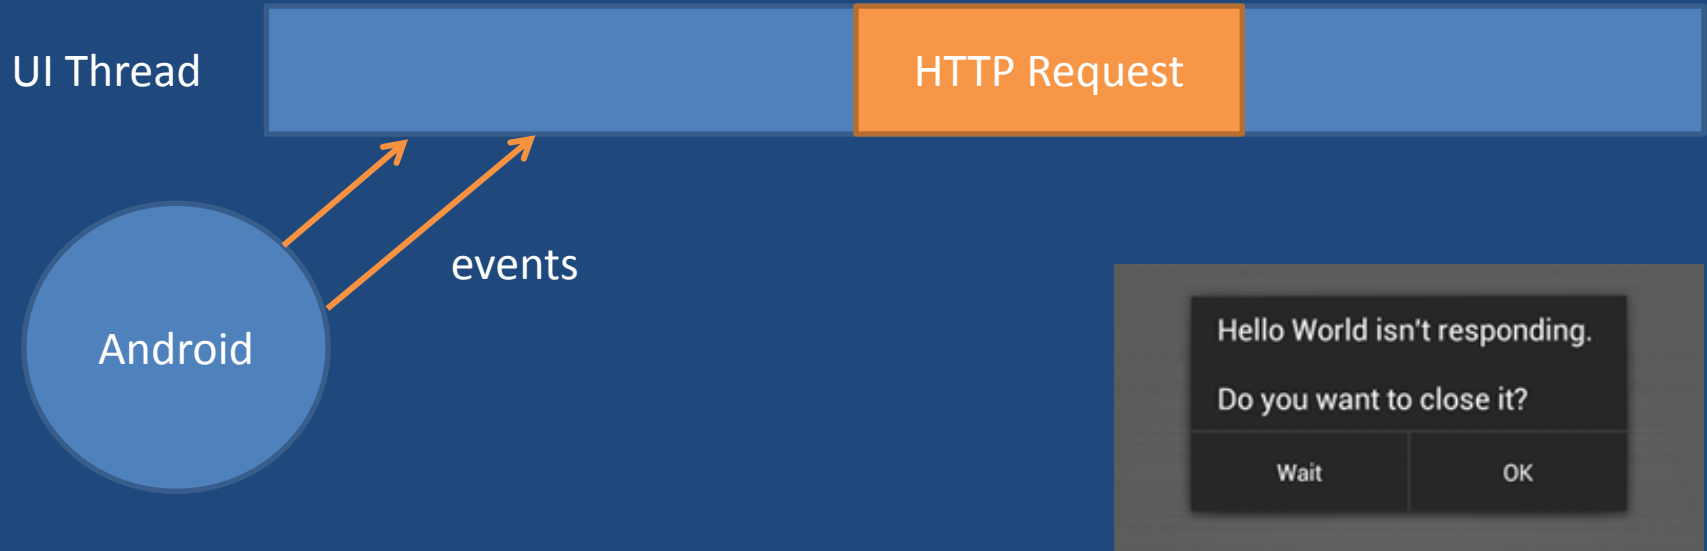 UI Thread
HTTP Request
events
Android
Hello World isn't responding.
Do you want to close it?
Wait
OK